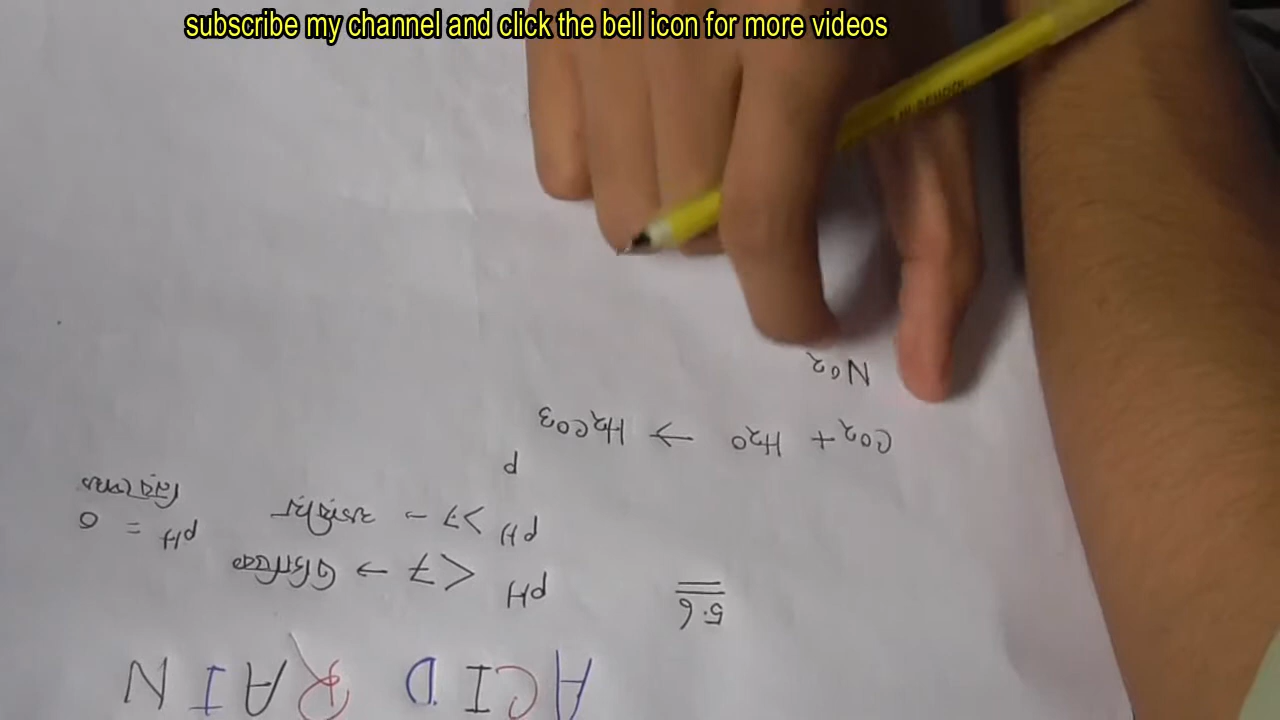 ACID RAIN
5.6
pH > 7 →
pH < 7 -
pH = 0
p
CO2 + H2O → H2CO3
NO2
subscribe my channel and click the bell icon for more videos